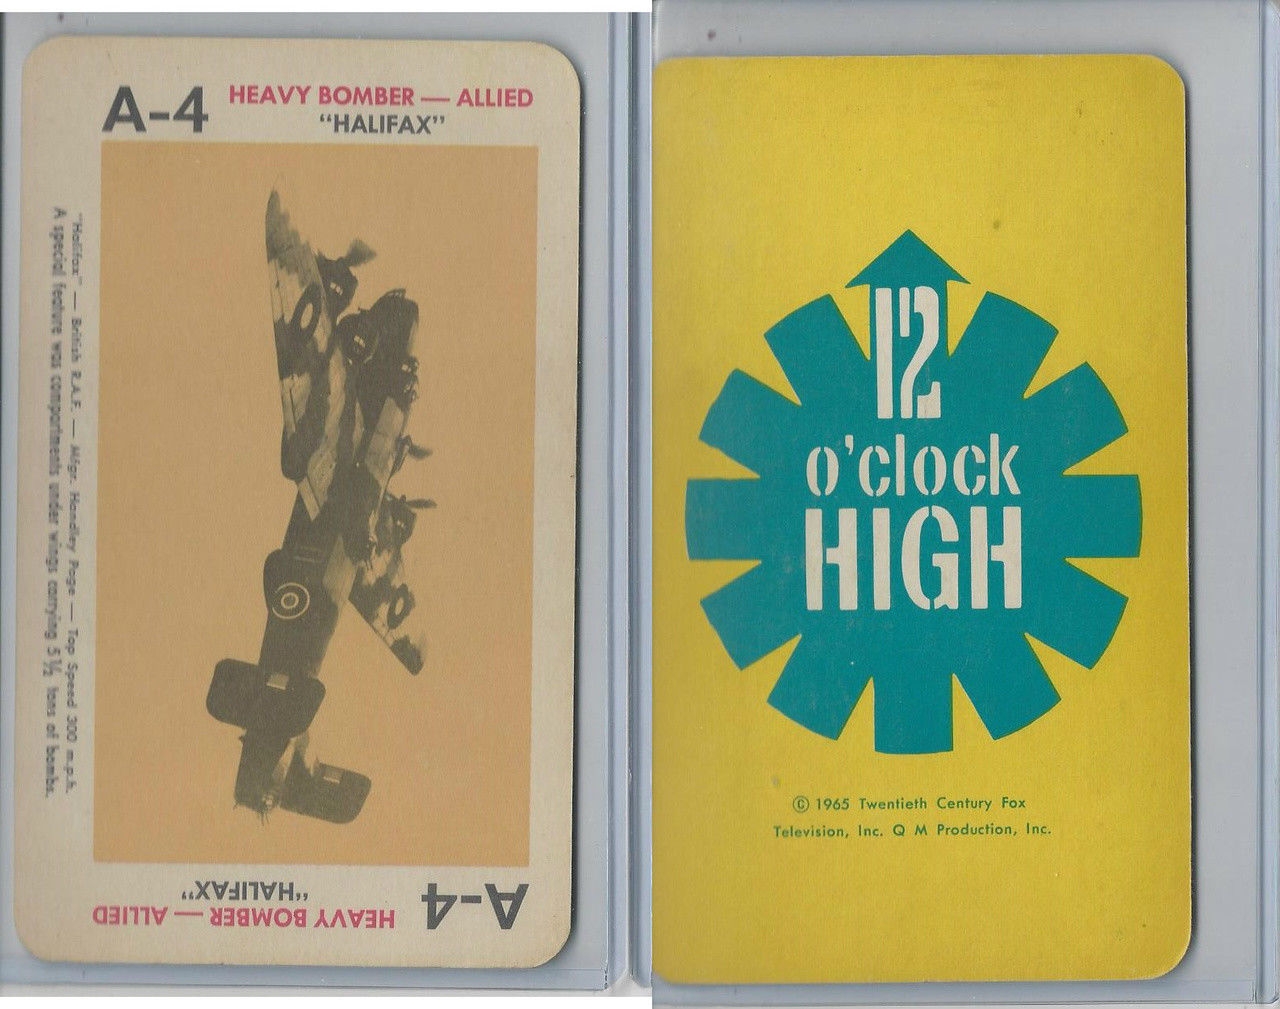 A-4
HEAVY BOMBER — ALLIED
"HALIFAX"
"Halifax" — British R.A.F. — Mfgr. Handley Page — Top Speed 300 m.p.h.
A special feature was compartments under wings carrying 5½ tons of bombs.
A-4
HEAVY BOMBER — ALLIED
"HALIFAX"
12
o'clock
HIGH
© 1965 Twentieth Century Fox
Television, Inc. Q M Production, Inc.